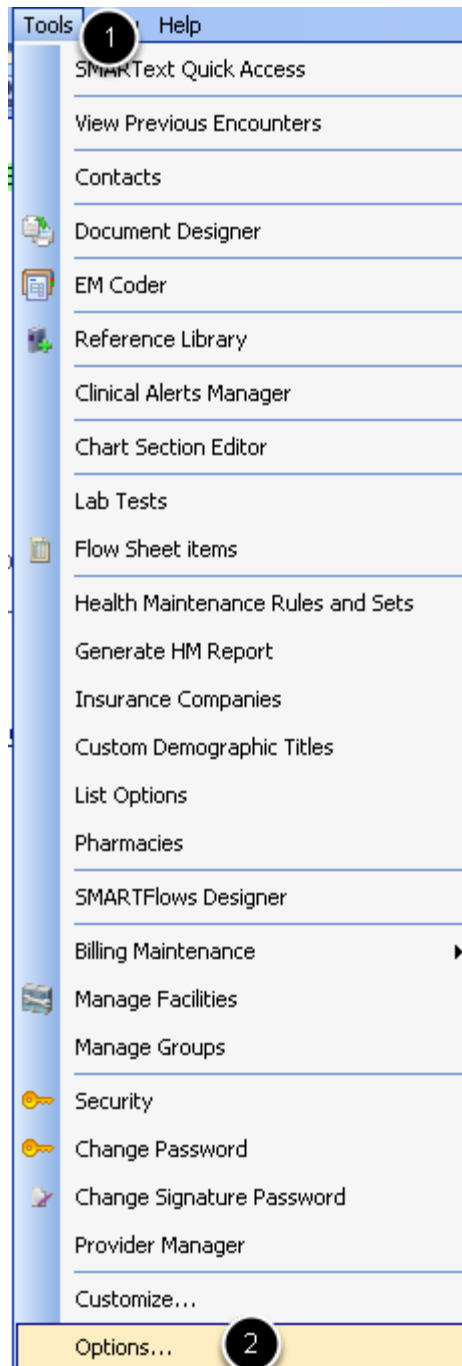 Tools 1 Help
SMARText Quick Access
View Previous Encounters
Contacts
Document Designer
EM Coder
Reference Library
Clinical Alerts Manager
Chart Section Editor
Lab Tests
Flow Sheet items
Health Maintenance Rules and Sets
Generate HM Report
Insurance Companies
Custom Demographic Titles
List Options
Pharmacies
SMARTFlows Designer
Billing Maintenance
Manage Facilities
Manage Groups
Security
Change Password
Change Signature Password
Provider Manager
Customize...
Options... 2